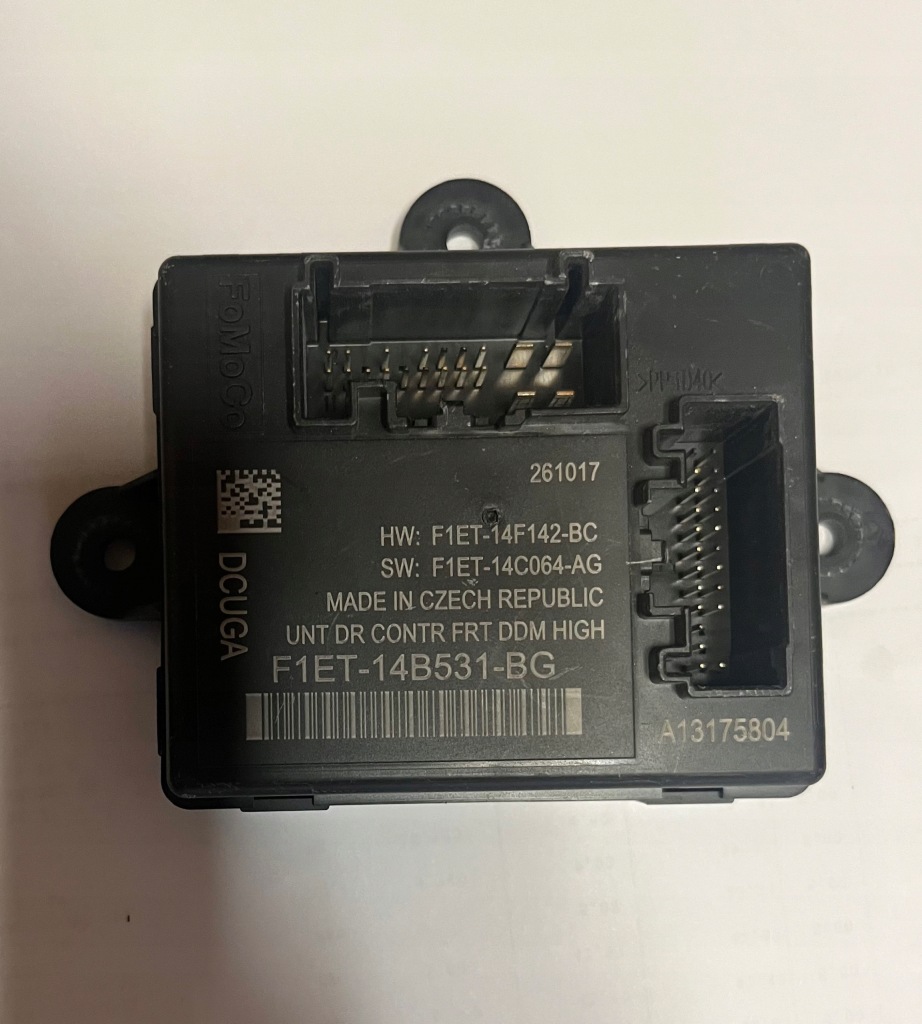 FoMoCo
261017
HW: F1ET-14F142-BC
SW: F1ET-14C064-AG
MADE IN CZECH REPUBLIC
UNT DR CONTR FRT DDM HIGH
F1ET-14B531-BG
DCUGA
A13175804